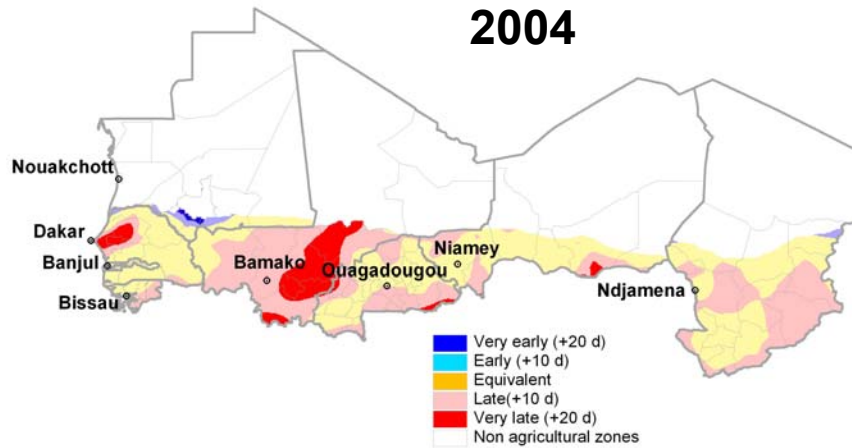 2004
Nouakchott
Dakar
Banjul
Bissau
Bamako
Ouagadougou
Niamey
Ndjamena
Very early (+20 d)
Early (+10 d)
Equivalent
Late(+10 d)
Very late (+20 d)
Non agricultural zones